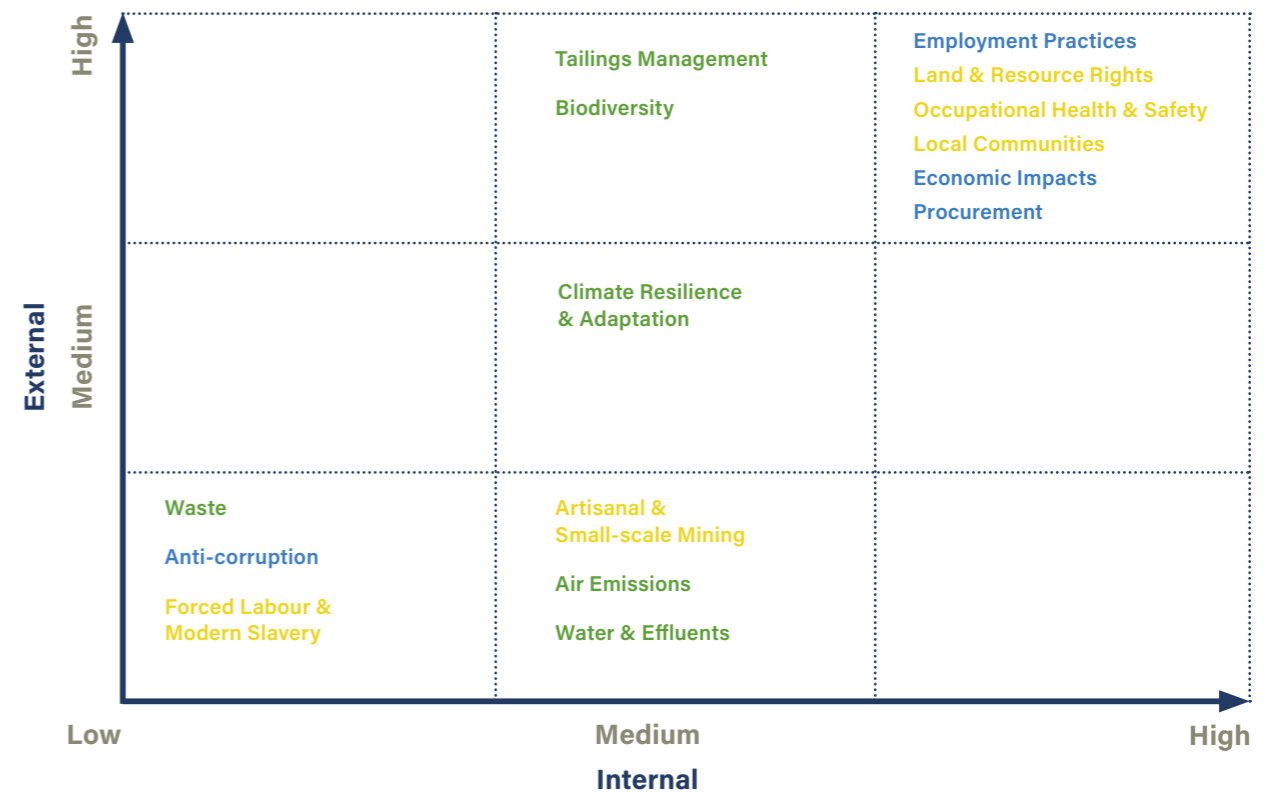 High
Tailings Management
Biodiversity
Employment Practices
Land & Resource Rights
Occupational Health & Safety
Local Communities
Economic Impacts
Procurement
External
Medium
Climate Resilience
& Adaptation
Waste
Anti-corruption
Forced Labour &
Modern Slavery
Artisanal &
Small-scale Mining
Air Emissions
Water & Effluents
Low
Medium
High
Internal